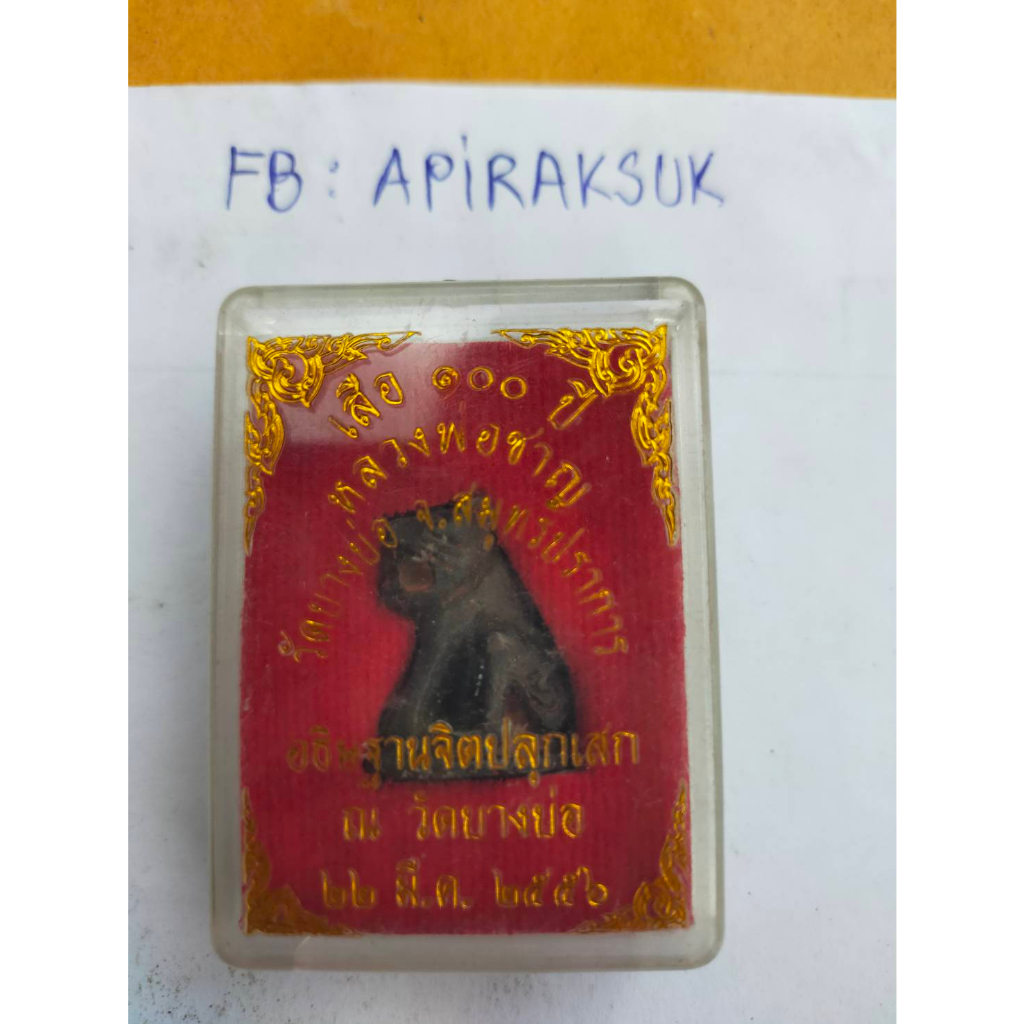 FB: APIRAKSUK
เสือ ๑๐๐ ปี
หลวงพ่อชาญ
วัดบางบ่อ จ.สมุทรปราการ
อธิษฐานจิตปลุกเสก
ณ วัดบางบ่อ
๒๒ มี.ค. ๒๕๕๖